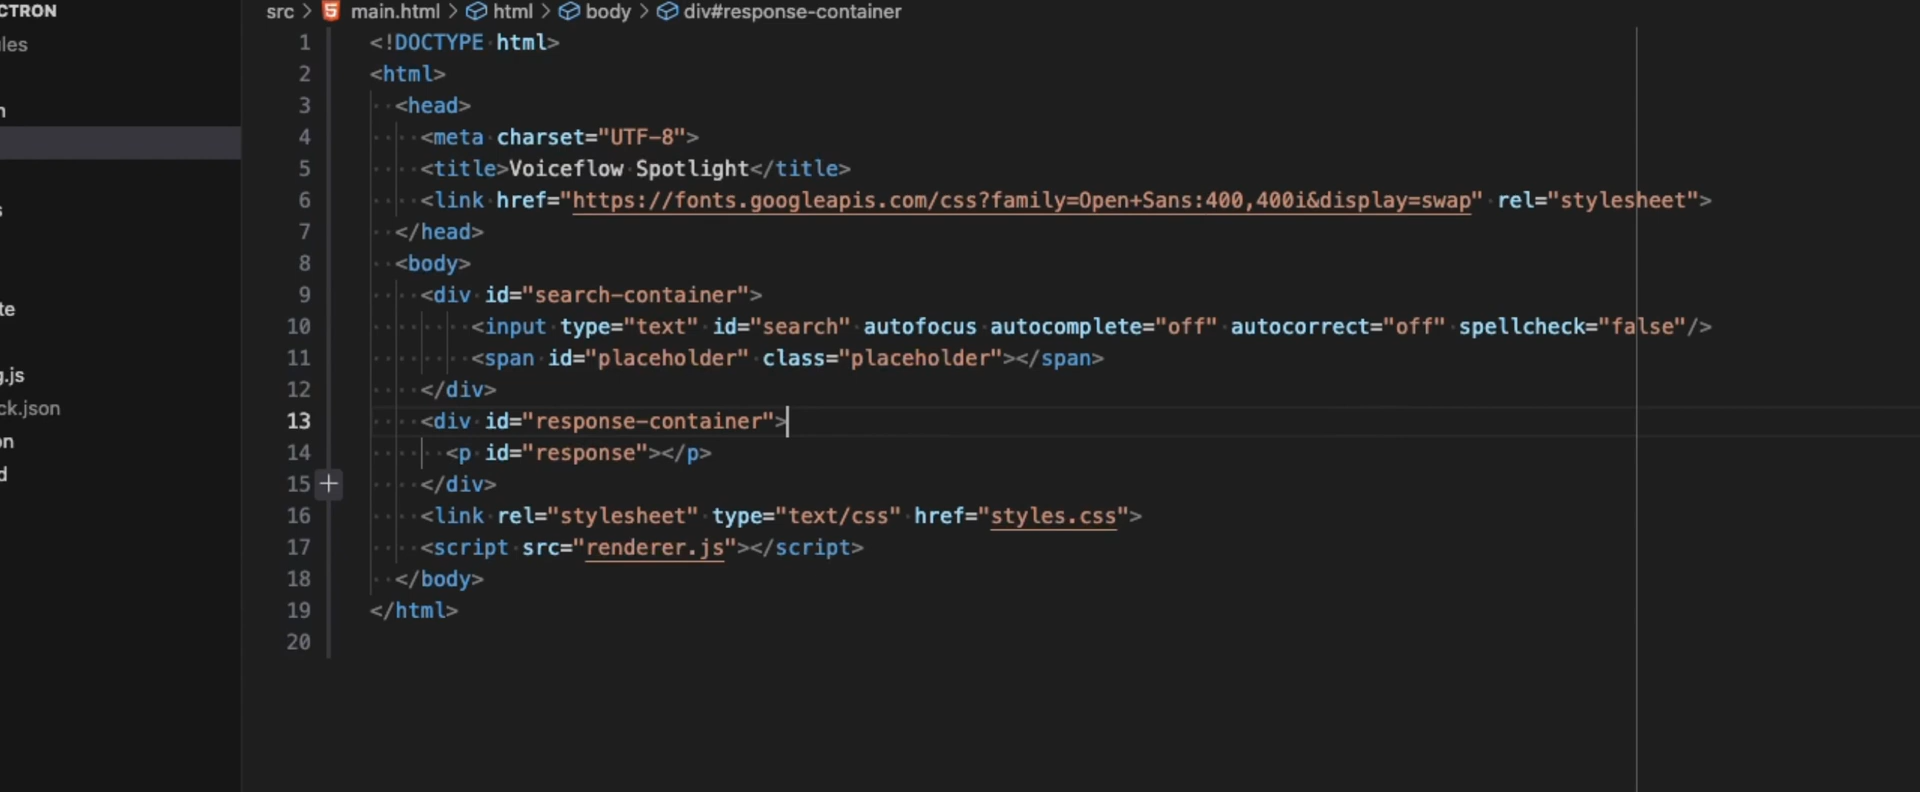 CTRON
src > main.html > html > body > div#response-container
1 <!DOCTYPE html>
2 <html>
3 <head>
4 <meta charset="UTF-8">
5 <title>Voiceflow Spotlight</title>
6 <link href="https://fonts.googleapis.com/css?family=Open+Sans:400,400i&display=swap" rel="stylesheet">
7 </head>
8 <body>
9 <div id="search-container">
10 <input type="text" id="search" autofocus autocomplete="off" autocorrect="off" spellcheck="false"/>
11 <span id="placeholder" class="placeholder"></span>
12 </div>
13 <div id="response-container">
14 <p id="response"></p>
15 </div>
16 <link rel="stylesheet" type="text/css" href="styles.css">
17 <script src="renderer.js"></script>
18 </body>
19 </html>
20
ules
n
s
te
g.js
ck.json
on
d